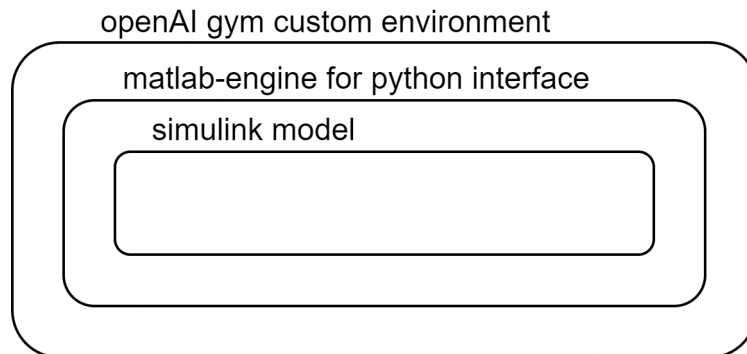 openAI gym custom environment
matlab-engine for python interface
simulink model